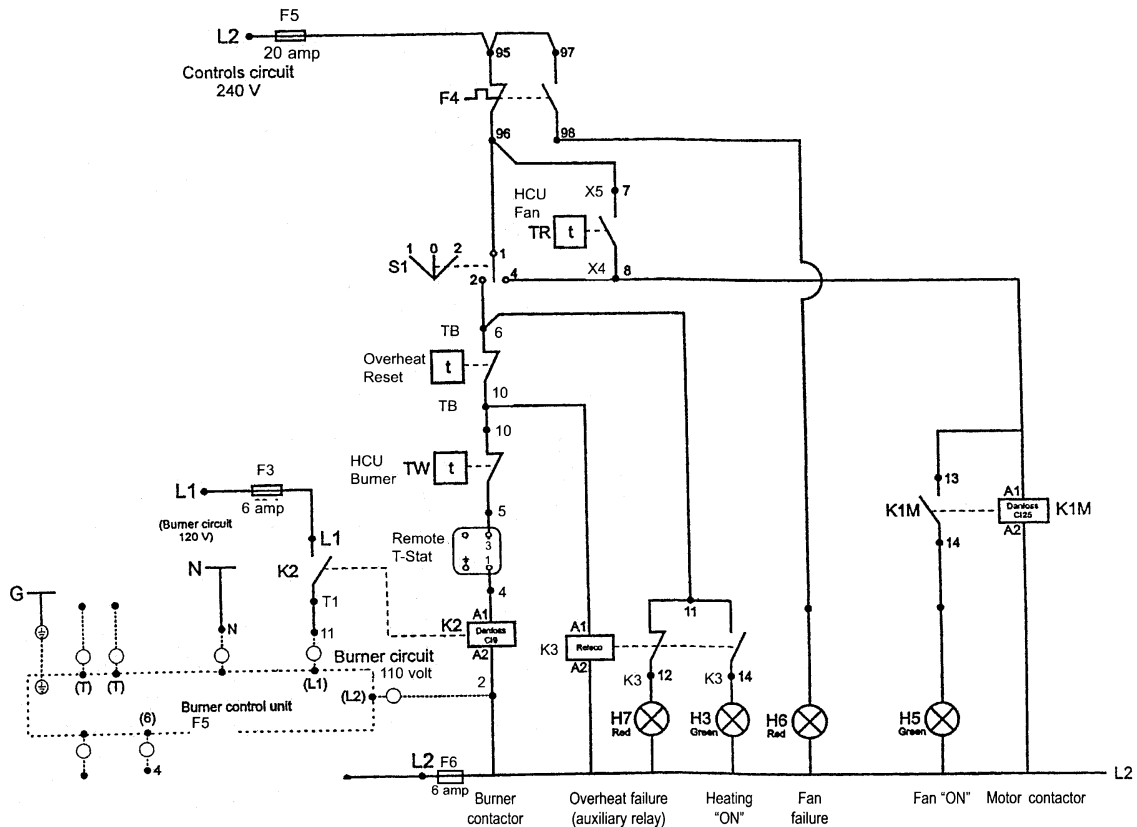 F5
L2
20 amp
Controls circuit
240 V
95
97
F4
96
98
HCU
Fan
X5
7
TR
t
X4
8
1 0 2
S1
1
2
4
TB
6
Overheat
Reset
t
10
TB
10
HCU
Burner
TW
t
F3
L1
6 amp
(Burner circuit
120 V)
L1
5
Remote
T-Stat
3
1
4
K2
T1
11
N
G
N
K2
A1
Danfoss
CI9
A2
K3
A1
Releco
A2
11
K3
12
K3
14
13
K1M
14
A1
Danfoss
CI25
A2
K1M
Burner circuit
110 volt
2
(T)
(T)
(L1)
(L2)
Burner control unit
F5
(6)
4
H7
Red
H3
Green
H6
Red
H5
Green
L2
F6
6 amp
L2
Burner
contactor
Overheat failure
(auxiliary relay)
Heating
"ON"
Fan
failure
Fan "ON"
Motor contactor